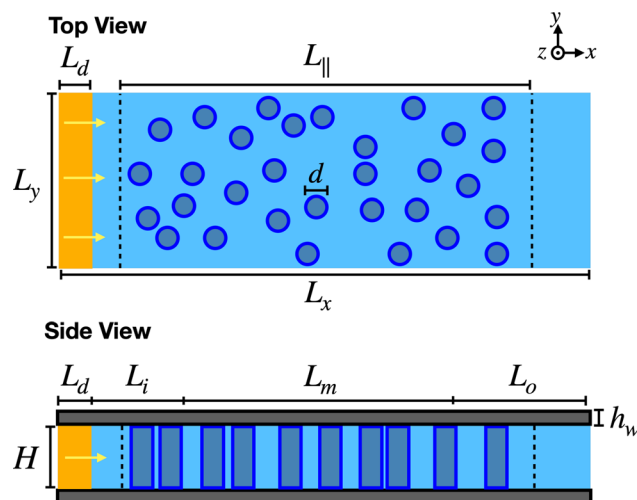 Top View
y
z x
L_d
L_∥
L_y
d
L_x
Side View
L_d L_i L_m L_o
h_w
H